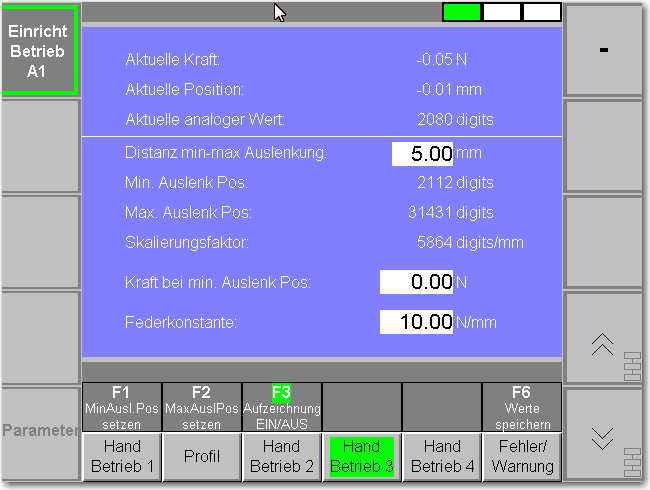 Einricht
Betrieb
A1
-
Aktuelle Kraft: -0.05 N
Aktuelle Position: -0.01 mm
Aktuelle analoger Wert: 2080 digits
Distanz min-max Auslenkung: 5.00 mm
Min. Auslenk Pos: 2112 digits
Max. Auslenk Pos: 31431 digits
Skalierungsfaktor: 5864 digits/mm
Kraft bei min. Auslenk Pos: 0.00 N
Federkonstante: 10.00 N/mm
Parameter
F1
MinAusl.Pos
setzen
F2
MaxAuslPos
setzen
F3
Aufzeichnung
EIN/AUS
F6
Werte
speichern
Hand
Betrieb 1
Profil
Hand
Betrieb 2
Hand
Betrieb 3
Hand
Betrieb 4
Fehler/
Warnung